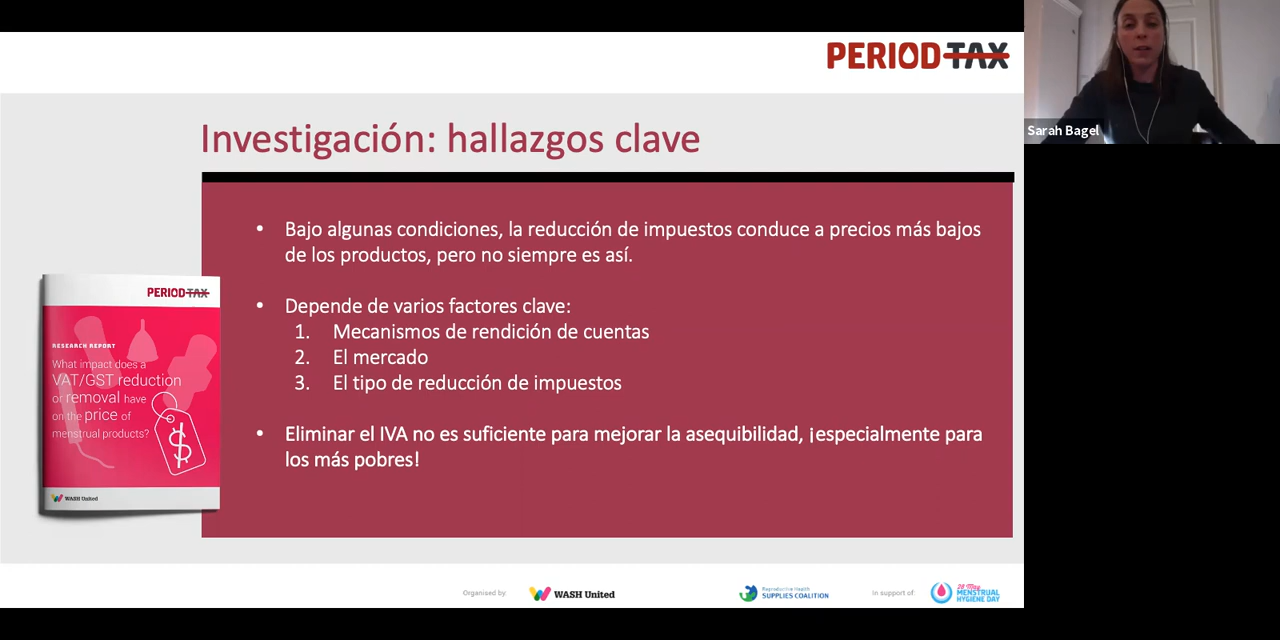 PERIOD TAX
Sarah Bagel
Investigación: hallazgos clave
• Bajo algunas condiciones, la reducción de impuestos conduce a precios más bajos
de los productos, pero no siempre es así.
• Depende de varios factores clave:
1. Mecanismos de rendición de cuentas
2. El mercado
3. El tipo de reducción de impuestos
• Eliminar el IVA no es suficiente para mejorar la asequibilidad, ¡especialmente para
los más pobres!
PERIOD TAX
RESEARCH REPORT
What impact does a
VAT/GST reduction
or removal have
on the price of
menstrual products?
$
WASH United
Organised by
WASH United
Reproductive Health
SUPPLIES COALITION
In support of
28 May
MENSTRUAL
HYGIENE DAY